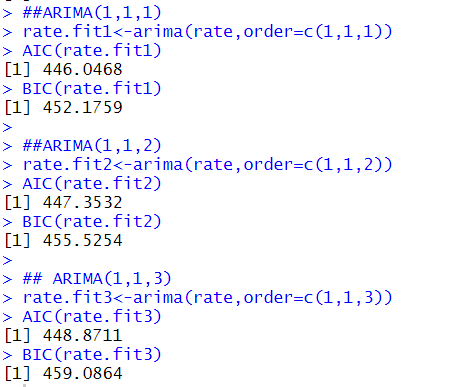 > ##ARIMA(1,1,1)
> rate.fit1<-arima(rate,order=c(1,1,1))
> AIC(rate.fit1)
[1] 446.0468
> BIC(rate.fit1)
[1] 452.1759
>
> ##ARIMA(1,1,2)
> rate.fit2<-arima(rate,order=c(1,1,2))
> AIC(rate.fit2)
[1] 447.3532
> BIC(rate.fit2)
[1] 455.5254
>
> ## ARIMA(1,1,3)
> rate.fit3<-arima(rate,order=c(1,1,3))
> AIC(rate.fit3)
[1] 448.8711
> BIC(rate.fit3)
[1] 459.0864